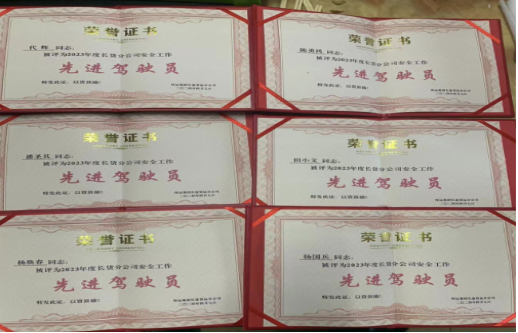 荣誉证书
代辉 同志:
被评为2023年度长货分公司安全工作
先进驾驶员
特发此证,以资鼓励!
荣誉证书
同志:
被评为2023年度长货分公司安全工作
先进驾驶员
特发此证,以资鼓励!
荣誉证书
潘圣兵 同志:
被评为2023年度长货分公司安全工作
先进驾驶员
特发此证,以资鼓励!
荣誉证书
田小文 同志:
被评为2023年度长货分公司安全工作
先进驾驶员
特发此证,以资鼓励!
荣誉证书
同志:
被评为2023年度长货分公司安全工作
先进驾驶员
特发此证,以资鼓励!
荣誉证书
杨国兵 同志:
被评为2023年度长货分公司安全工作
先进驾驶员
特发此证,以资鼓励!